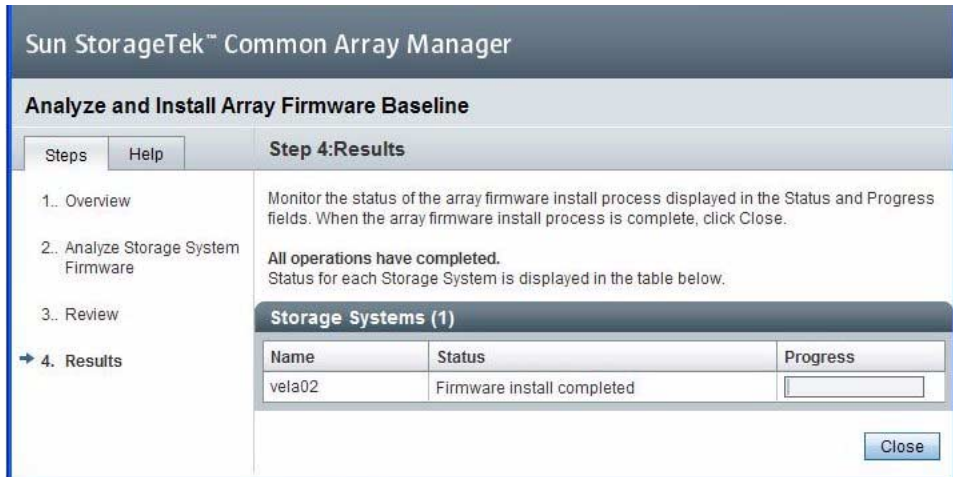 Sun StorageTek™ Common Array Manager
Analyze and Install Array Firmware Baseline
Steps
Help
1.. Overview
2.. Analyze Storage System
Firmware
3.. Review
4. Results
Step 4:Results
Monitor the status of the array firmware install process displayed in the Status and Progress
fields. When the array firmware install process is complete, click Close.
All operations have completed.
Status for each Storage System is displayed in the table below.
Storage Systems (1)
Name Status Progress
vela02 Firmware install completed
Close